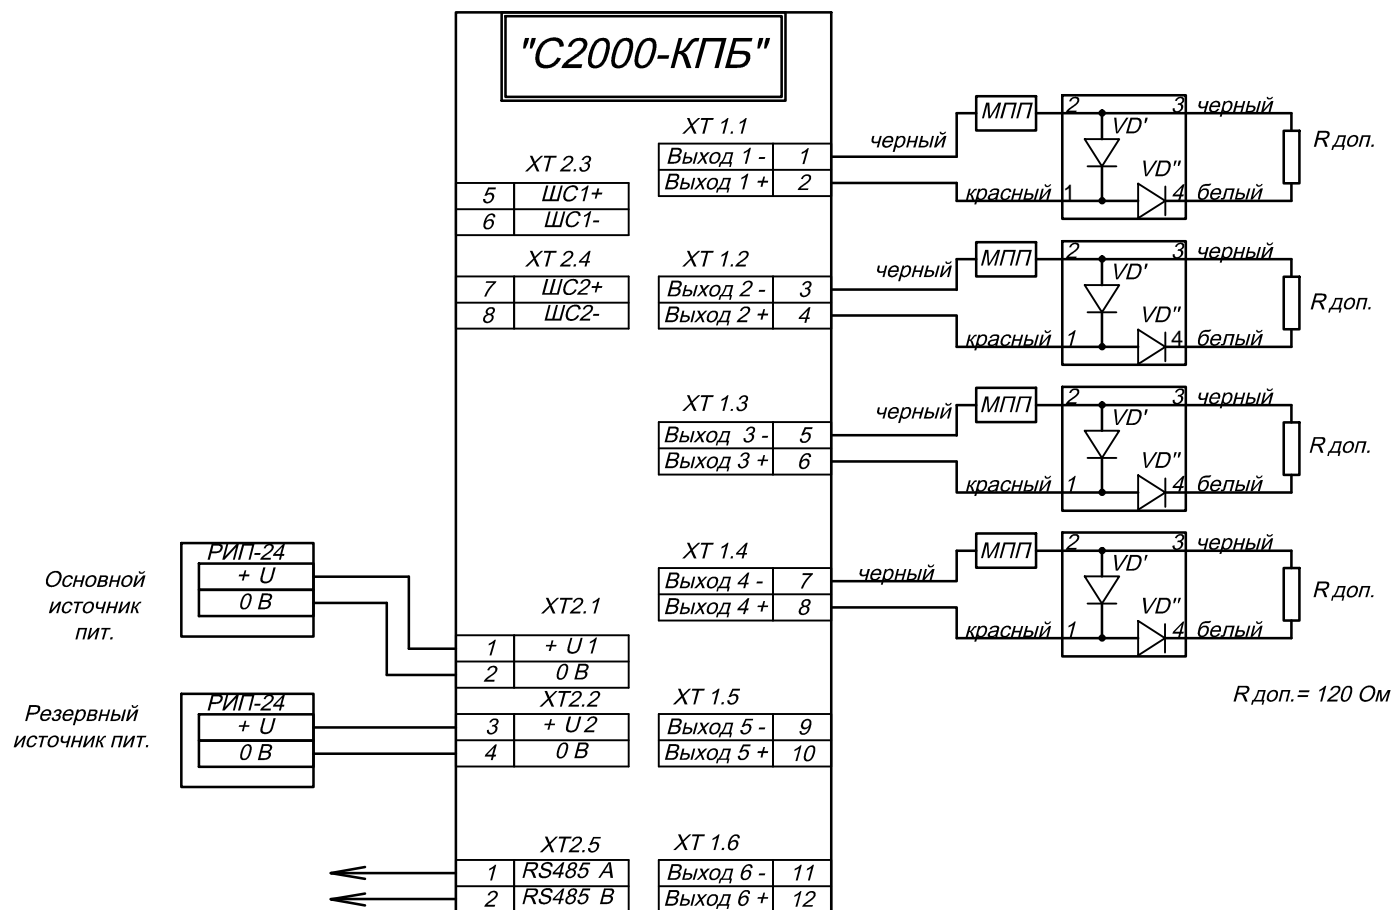 "С2000-КПБ"
ХТ 2.3
5 ШС1+
6 ШС1-
ХТ 2.4
7 ШС2+
8 ШС2-
ХТ 1.1
Выход 1 - 1
Выход 1 + 2
черный
красный
МПП
2 3
VD'
VD"
1 4
черный
белый
R доп.
ХТ 1.2
Выход 2 - 3
Выход 2 + 4
черный
красный
МПП
2 3
VD'
VD"
1 4
черный
белый
R доп.
ХТ 1.3
Выход 3 - 5
Выход 3 + 6
черный
красный
МПП
2 3
VD'
VD"
1 4
черный
белый
R доп.
ХТ 1.4
Выход 4 - 7
Выход 4 + 8
черный
красный
МПП
2 3
VD'
VD"
1 4
черный
белый
R доп.
R доп.= 120 Ом
Основной
источник
пит.
РИП-24
+ U
0 В
ХТ2.1
1 + U 1
2 0 В
Резервный
источник пит.
РИП-24
+ U
0 В
ХТ2.2
3 + U 2
4 0 В
ХТ 1.5
Выход 5 - 9
Выход 5 + 10
ХТ2.5
1 RS485 A
2 RS485 B
ХТ 1.6
Выход 6 - 11
Выход 6 + 12